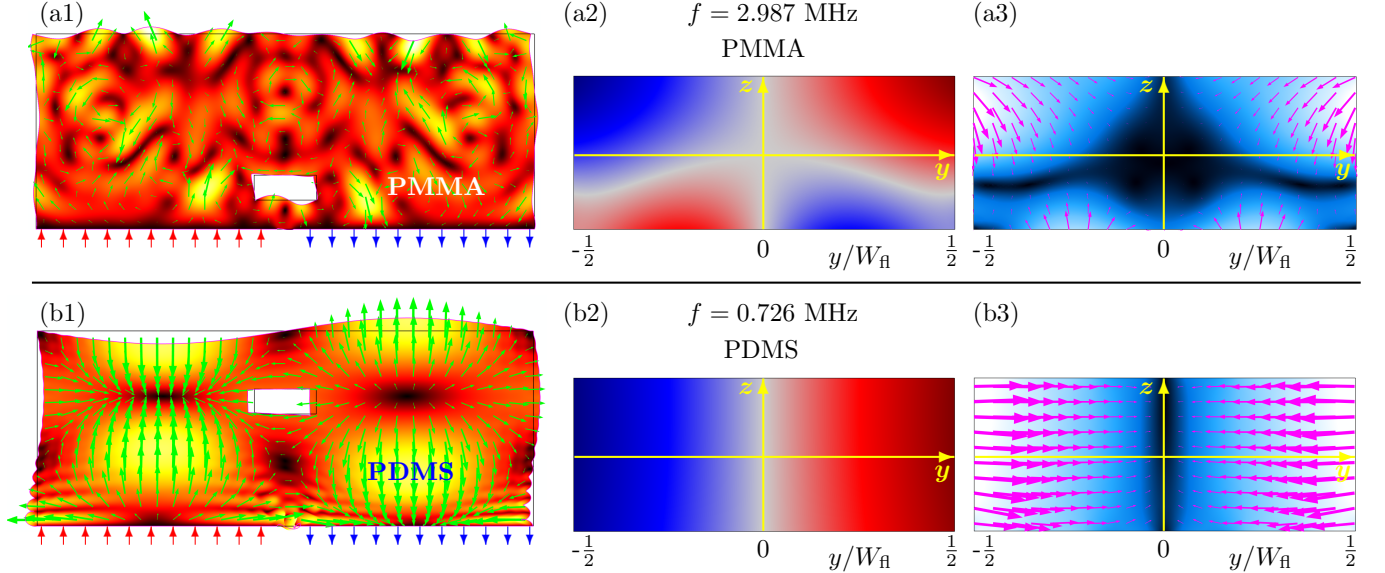 (a1)
(a2)
f = 2.987 MHz
(a3)
PMMA
PMMA
z
y
z
y
-1/2
0
y/W_fl
1/2
-1/2
0
y/W_fl
1/2
(b1)
(b2)
f = 0.726 MHz
(b3)
PDMS
PDMS
z
y
z
y
-1/2
0
y/W_fl
1/2
-1/2
0
y/W_fl
1/2